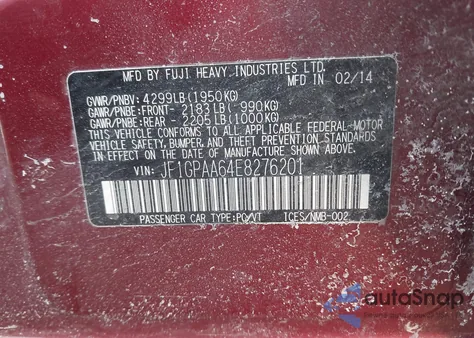 MFD BY FUJI HEAVY INDUSTRIES LTD.
02/14
GVWR/PNBV: 4299LB (1950KG)
GAWR/PNBE:FRONT- 2183LB (-990KG)
GAWR/PNBE:REAR - 2205LB (1000KG)
THIS VEHICLE CONFORMS TO ALL APPLICABLE FEDERAL-MOTOR
VEHICLE SAFETY, BUMPER, AND THEFT PREVENTION STANDARDS
IN EFFECT ON THE DATE OF MANUFACTURE SHOWN ABOVE.
VIN: JF1GPAA64E8276201
PASSENGER CAR TYPE:PC/VT ICES/NMB-002
autoSnap